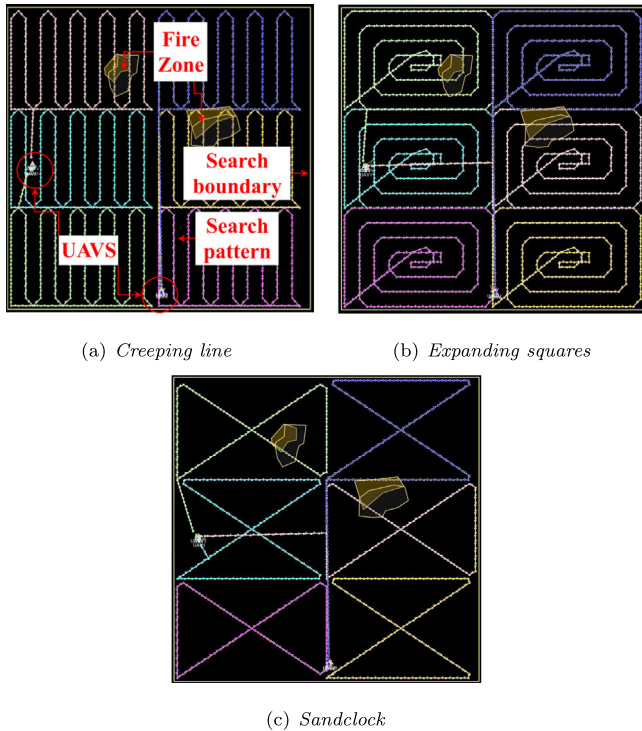 Fire
Zone
Search
boundary
UAVS
Search
pattern
(a) Creeping line
(b) Expanding squares
(c) Sandclock